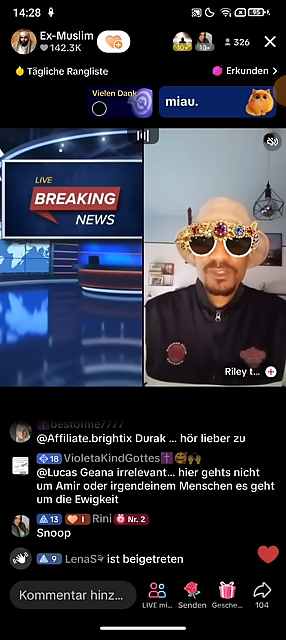 14:28
95
Ex-Muslim
142.3K
10+
10+
326
Tägliche Rangliste
Erkunden
Vielen Dank
miau.
LIVE
BREAKING
NEWS
Riley t...
@Affiliate.brightix Durak ... hör lieber zu
18 VioletaKindGottes
@Lucas Geana irrelevant... hier gehts nicht
um Amir oder irgendeinem Menschen es geht
um die Ewigkeit
13 I Rini Nr. 2
Snoop
9 LenaS ist beigetreten
Kommentar hinz...
LIVE mi...
Senden
Gesche...
104